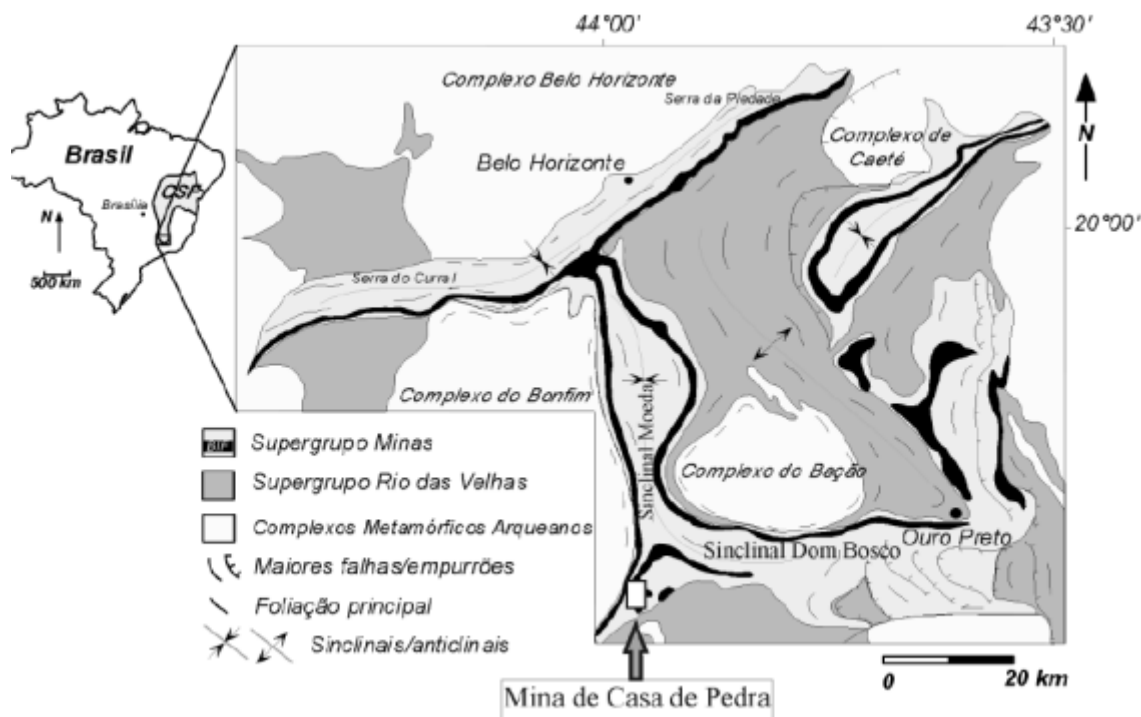 44°00'
43°30'
Complexo Belo Horizonte
Serra da Piedade
N
Complexo de
Caeté
Brasil
Belo Horizonte
CSF
Brasília
N
20°00'
500 km
Serra do Curral
Complexo do Bonfim
Sinclinal Moeda
BIF
Supergrupo Minas
Complexo do Bação
Supergrupo Rio das Velhas
Complexos Metamórficos Arqueanos
Ouro Preto
Sinclinal Dom Bosco
Maiores falhas/empurrões
Foliação principal
Sinclinais/anticlinais
0
20 km
Mina de Casa de Pedra